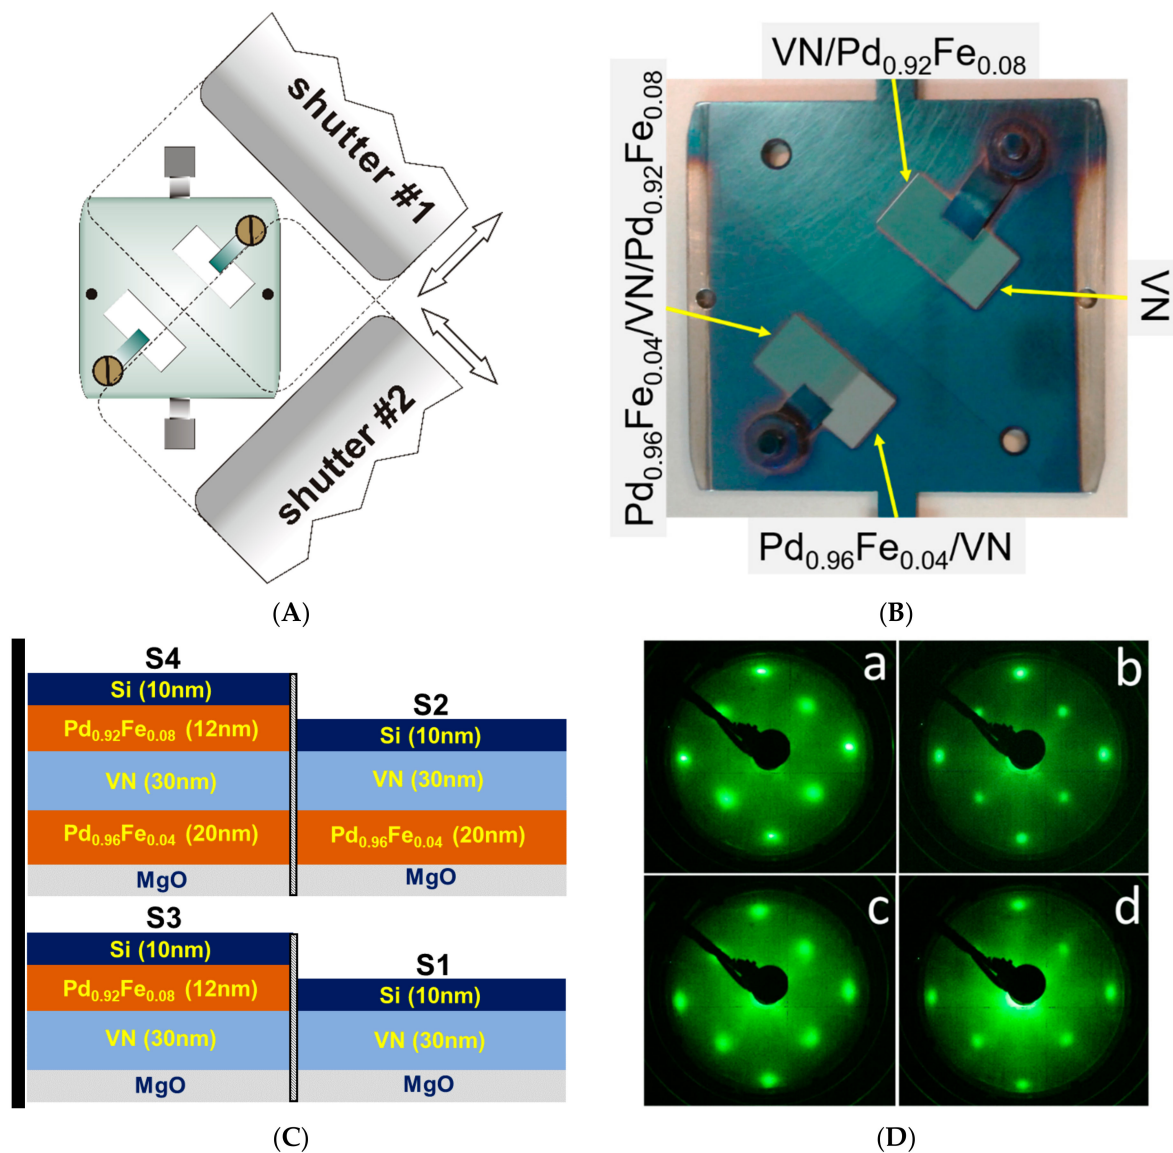 shutter #1
shutter #2
(A)
VN/Pd0.92Fe0.08
Pd0.96Fe0.04/VN/Pd0.92Fe0.08
VN
Pd0.96Fe0.04/VN
(B)
S4
Si (10nm)
Pd0.92Fe0.08 (12nm)
VN (30nm)
Pd0.96Fe0.04 (20nm)
MgO
S2
Si (10nm)
VN (30nm)
Pd0.96Fe0.04 (20nm)
MgO
S3
Si (10nm)
Pd0.92Fe0.08 (12nm)
VN (30nm)
MgO
S1
Si (10nm)
VN (30nm)
MgO
(C)
a
b
c
d
(D)